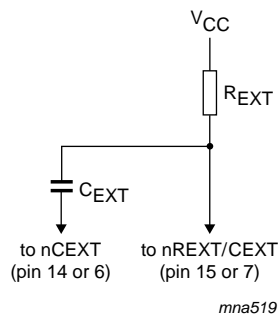 VCC
REXT
CEXT
to nCEXT
(pin 14 or 6)
to nREXT/CEXT
(pin 15 or 7)
mna519